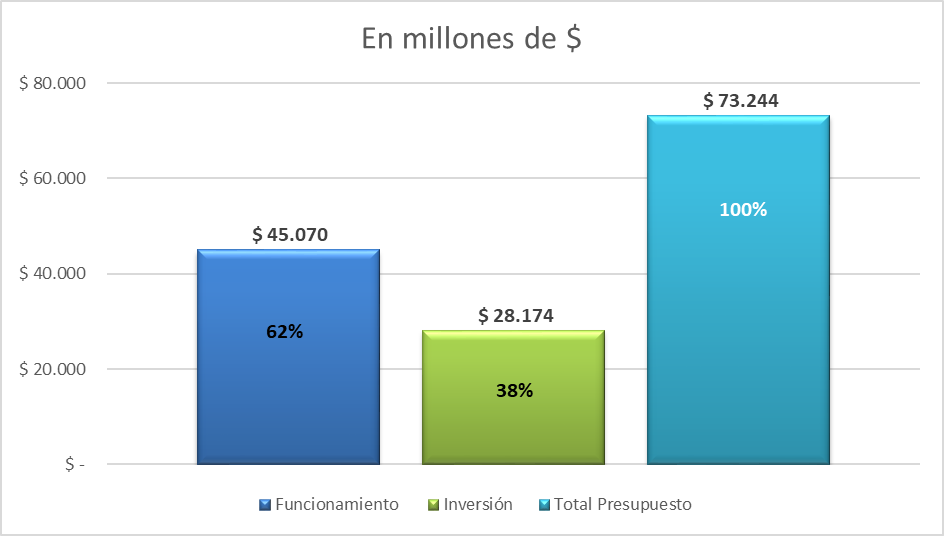 En millones de $
$ 80.000
$ 60.000
$ 40.000
$ 20.000
$ -
$ 45.070
62%
$ 28.174
38%
$ 73.244
100%
Funcionamiento
Inversión
Total Presupuesto